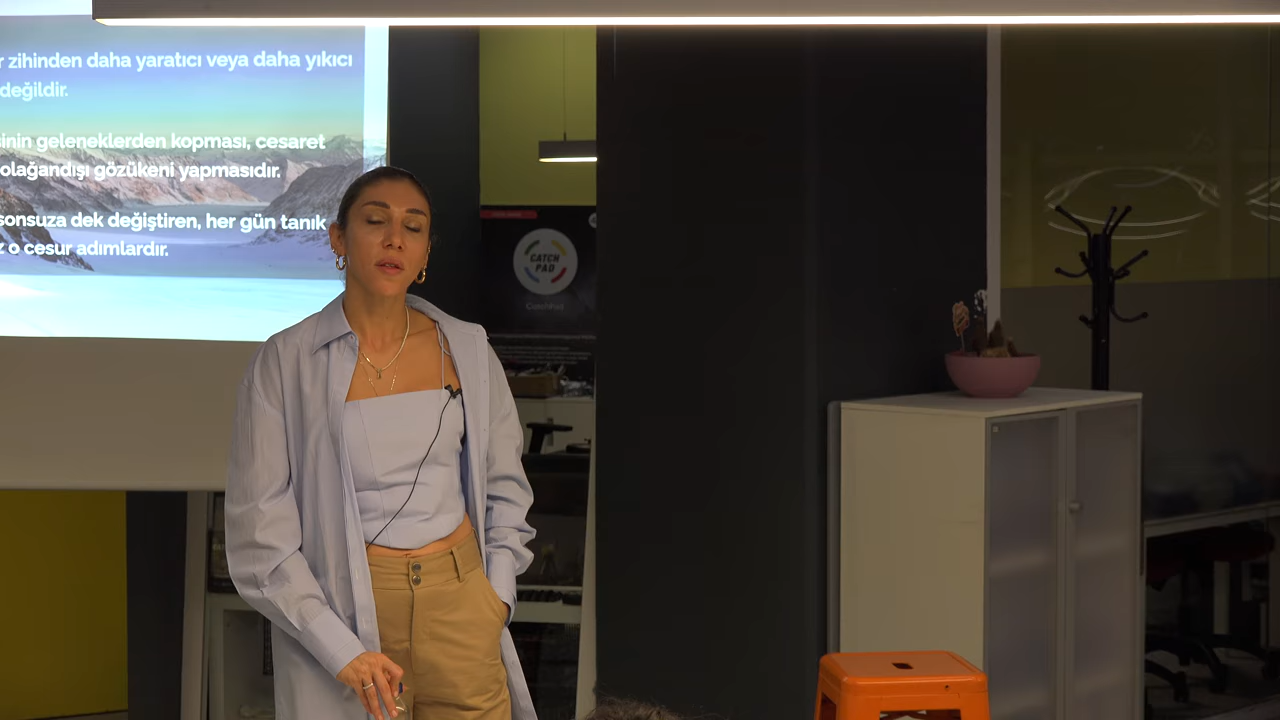 zihinden daha yaratıcı veya daha yıkıcı
değildir.
geleneklerden kopması, cesaret
olağandışı gözükeni yapmasıdır.
sonsuza dek değiştiren, her gün tanık
o cesur adımlardır.
CATCH
PAD
CatchPad